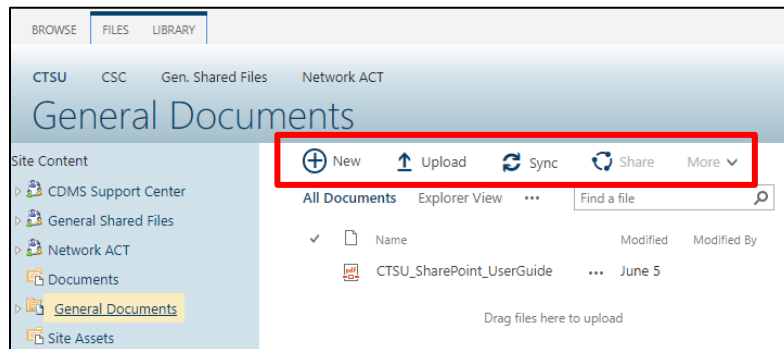 BROWSE FILES LIBRARY
CTSU CSC Gen. Shared Files Network ACT
General Documents
Site Content
New Upload Sync Share More
CDMS Support Center
All Documents Explorer View ••• Find a file
General Shared Files
Name Modified Modified By
Network ACT
pdf CTSU_SharePoint_UserGuide ••• June 5
Documents
General Documents
Drag files here to upload
Site Assets